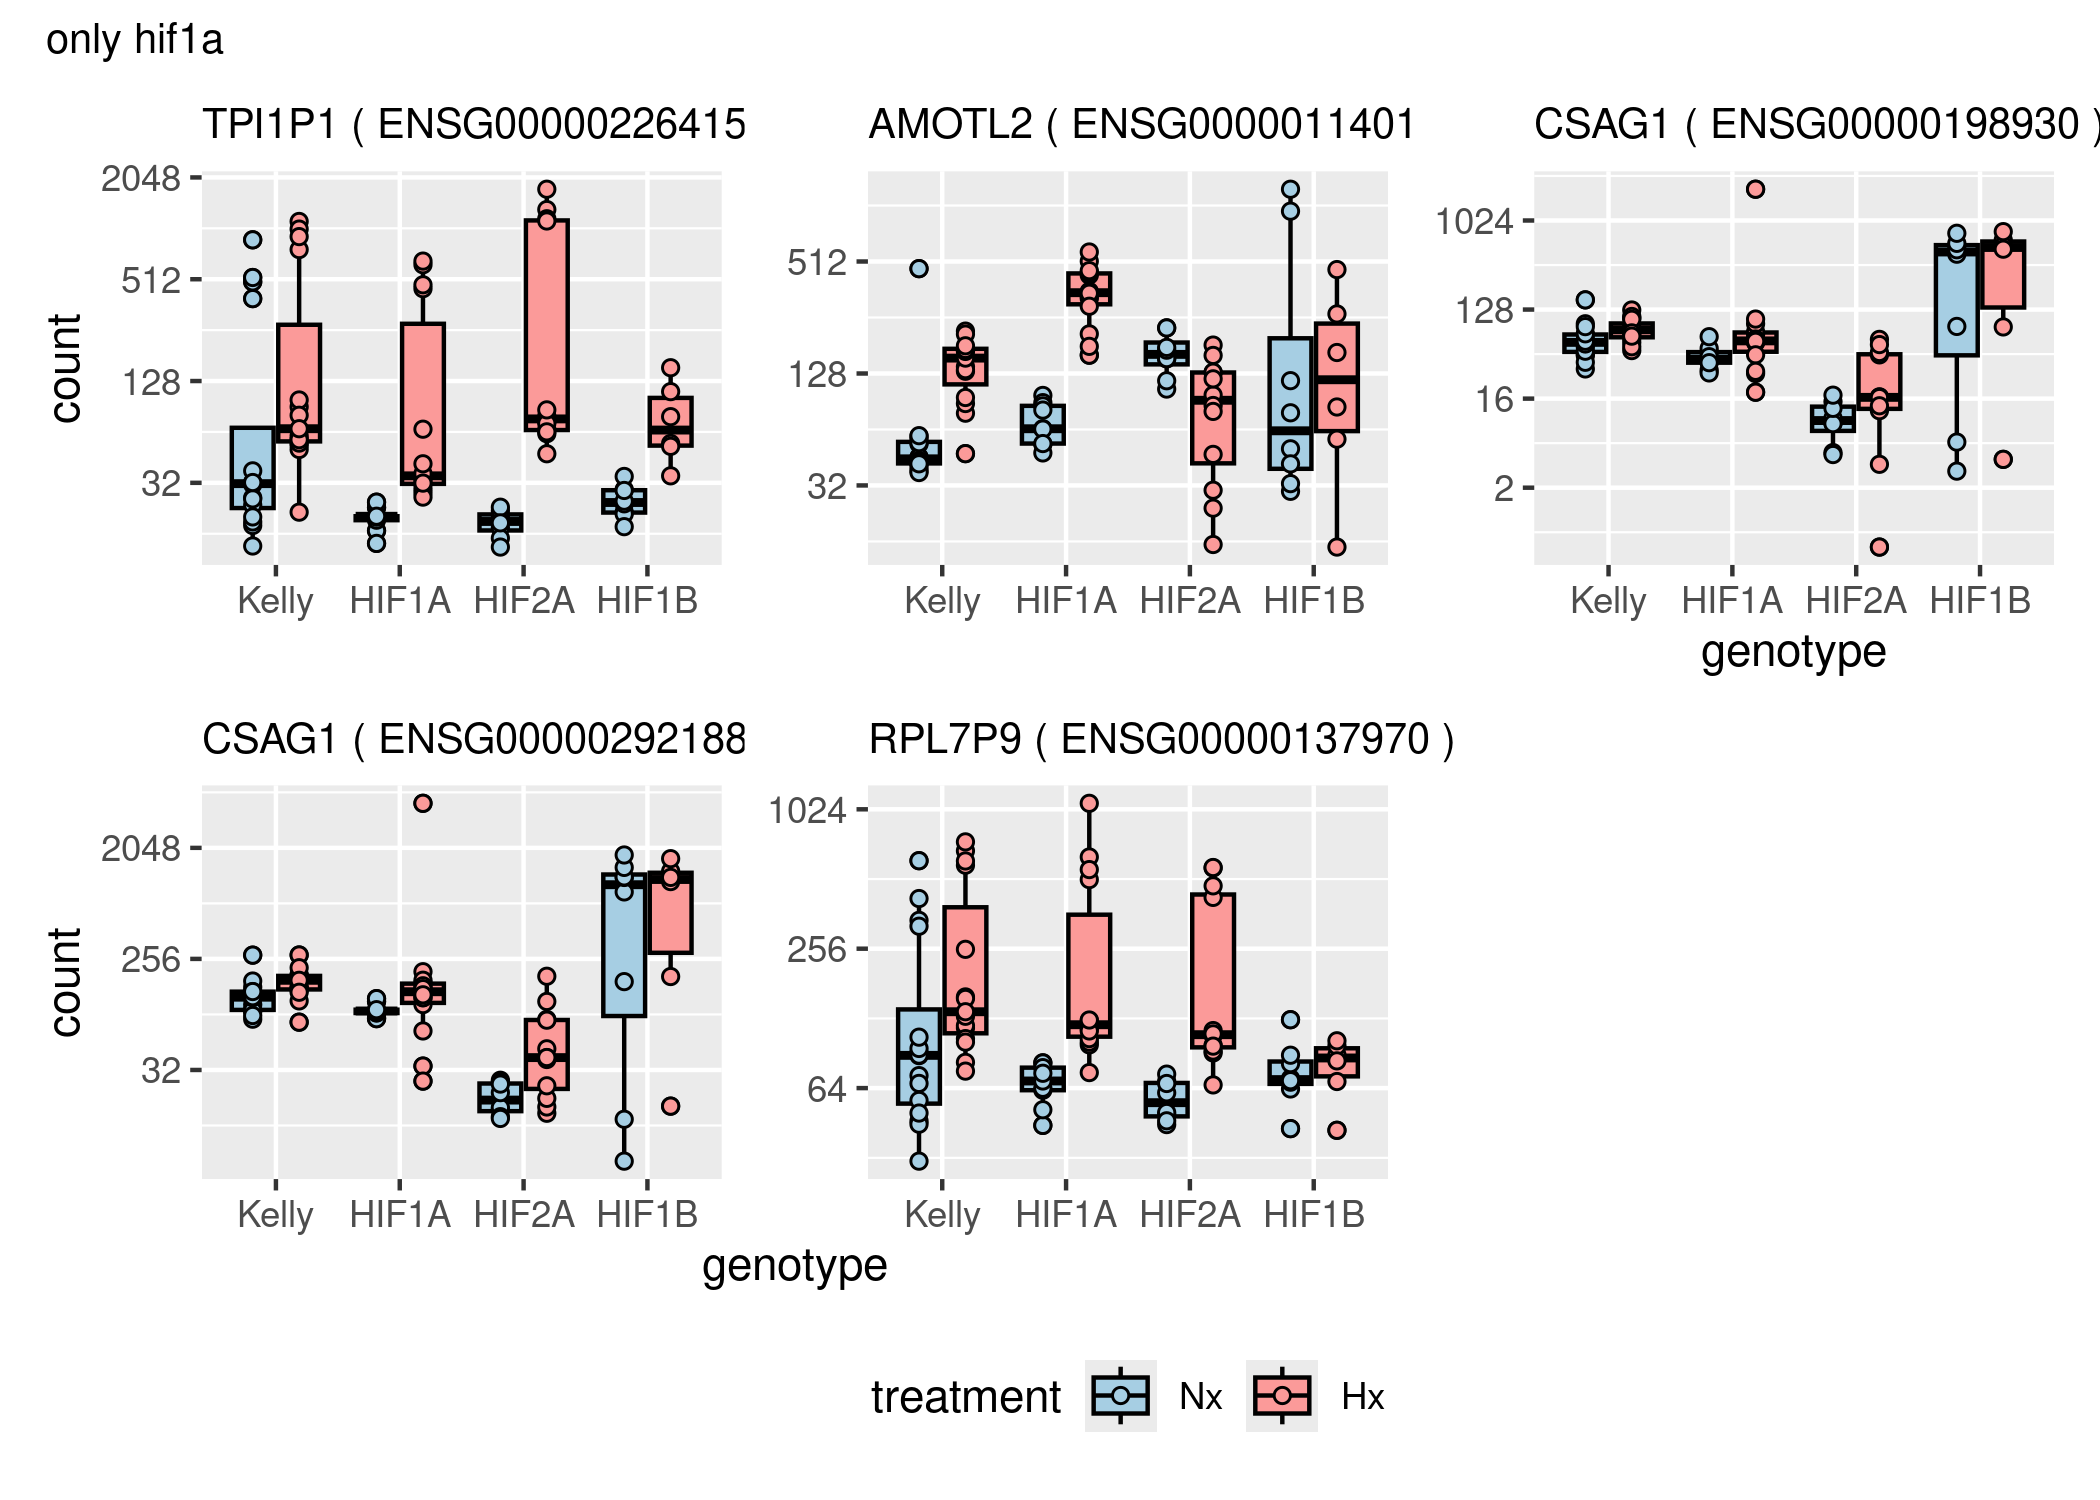 only hif1a
TPI1P1 ( ENSG00000226415
AMOTL2 ( ENSG0000011401
CSAG1 ( ENSG00000198930 )
2048
512
128
32
count
Kelly HIF1A HIF2A HIF1B
512
128
32
Kelly HIF1A HIF2A HIF1B
1024
128
16
2
Kelly HIF1A HIF2A HIF1B
genotype
CSAG1 ( ENSG00000292188
RPL7P9 ( ENSG00000137970 )
2048
256
32
count
Kelly HIF1A HIF2A HIF1B
1024
256
64
Kelly HIF1A HIF2A HIF1B
genotype
treatment Nx Hx